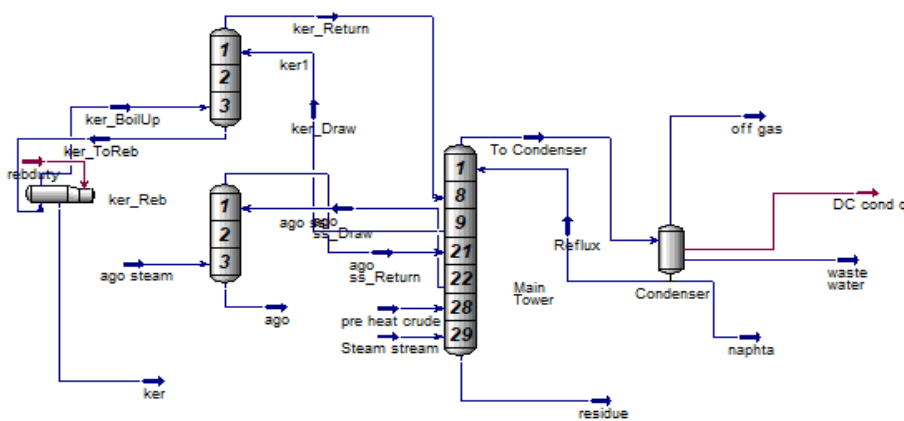 ker_Return
1
2
3
ker1
ker_BoilUp
ker_Draw
ker_ToReb
rebduty
ker_Reb
To Condenser
off gas
1
8
9
21
22
28
29
1
2
3
ago ss_Draw
ago steam
ago
ss_Return
Reflux
DC cond
Main
Tower
Condenser
waste
water
pre heat crude
Steam stream
ago
naphta
ker
residue